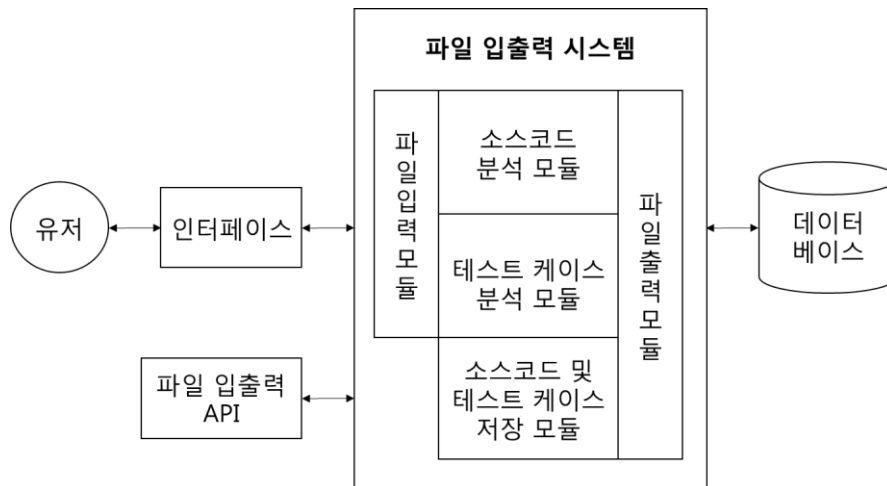 파일 입출력 시스템
파일입력모듈
소스코드
분석 모듈
테스트 케이스
분석 모듈
소스코드 및
테스트 케이스
저장 모듈
파일출력모듈
유저
인터페이스
파일 입출력
API
데이터
베이스